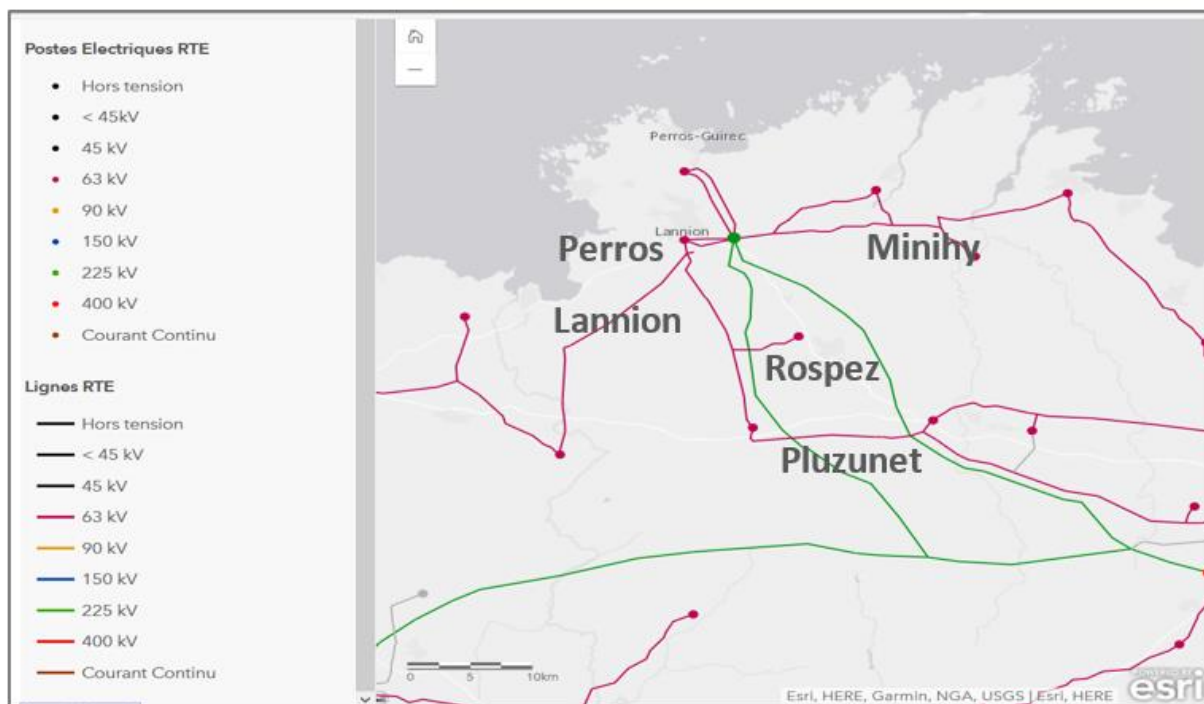 Postes Electriques RTE
Hors tension
< 45kV
45 kV
63 kV
90 kV
150 kV
225 kV
400 kV
Courant Continu
Lignes RTE
Hors tension
< 45 kV
45 kV
63 kV
90 kV
150 kV
225 kV
400 kV
Courant Continu
Perros-Guirec
Lannion
Perros
Minihy
Lannion
Rospez
Pluzunet
0 5 10km
Esri, HERE, Garmin, NGA, USGS | Esri, HERE
POWERED BY
esri